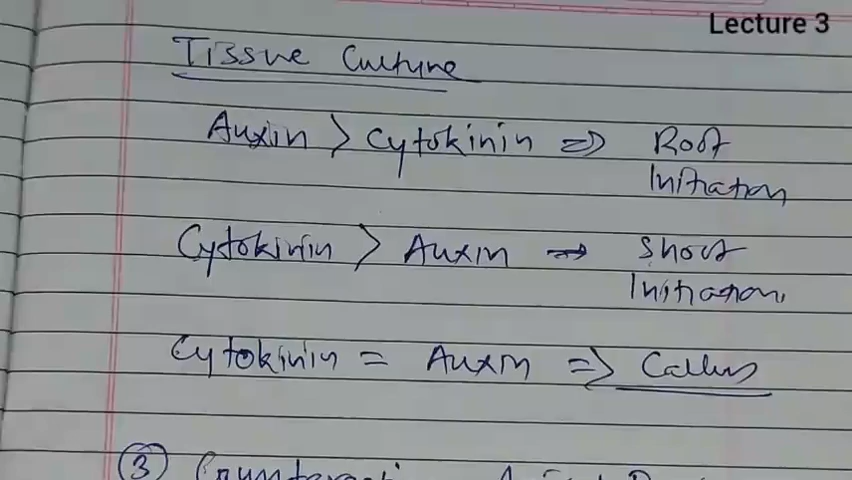 Lecture 3
Tissue Culture
Auxin > Cytokinin ⇒ Root
Initiation
Cytokinin > Auxin → Shoot
Initiation.
Cytokinin = Auxin ⇒ Callus
③